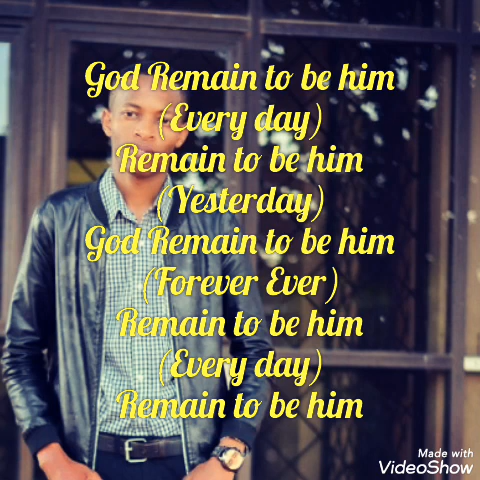 God Remain to be him
(Every day)
Remain to be him
(Yesterday)
God Remain to be him
(Forever Ever)
Remain to be him
(Every day)
Remain to be him
Made with
VideoShow